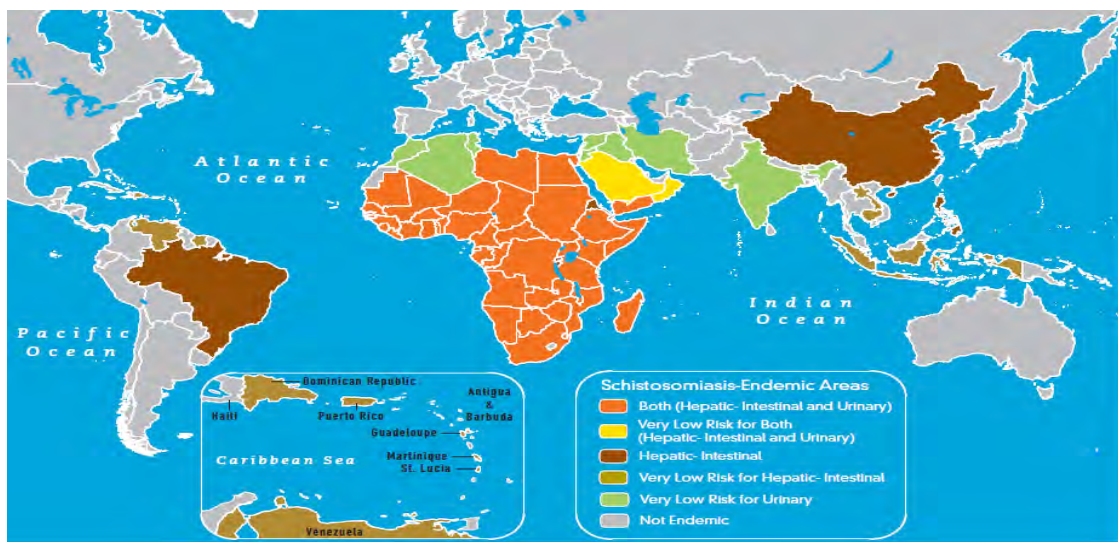 Atlantic
Ocean
Pacific
Ocean
Indian
Ocean
Dominican Republic
Haiti
Puerto Rico
Antigua
&
Barbuda
Guadeloupe
Martinique
St. Lucia
Caribbean Sea
Venezuela
Schistosomiasis-Endemic Areas
Both (Hepatic- Intestinal and Urinary)
Very Low Risk for Both
(Hepatic- Intestinal and Urinary)
Hepatic- Intestinal
Very Low Risk for Hepatic- Intestinal
Very Low Risk for Urinary
Not Endemic